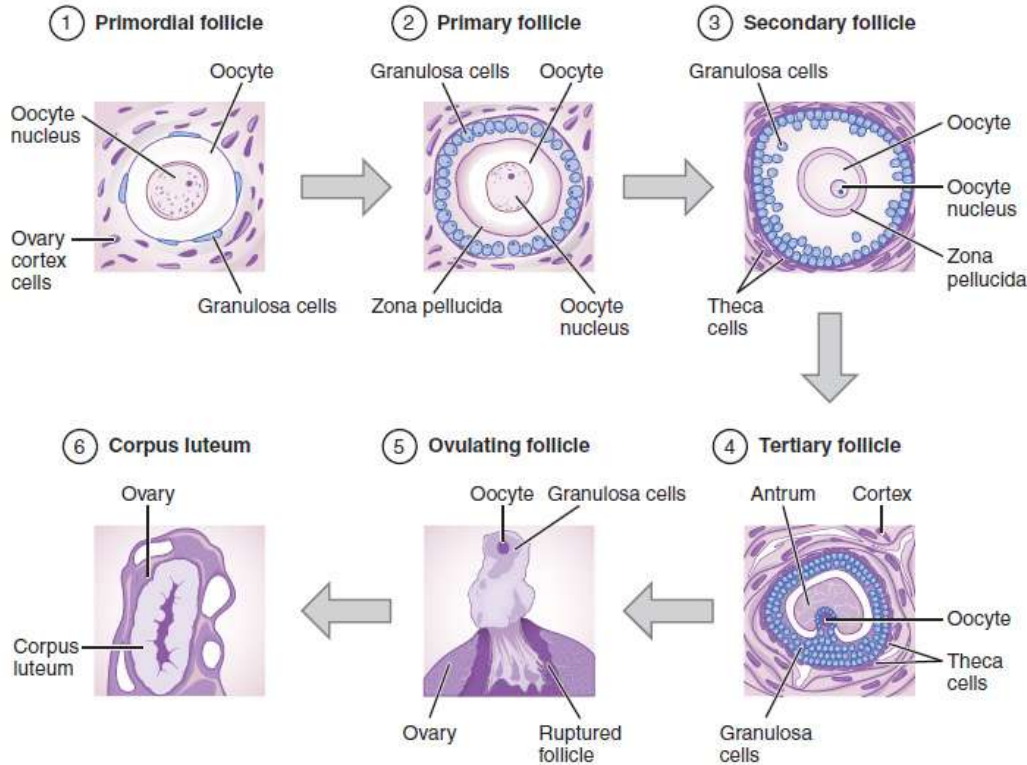 1 Primordial follicle
Oocyte
Oocyte
nucleus
Ovary
cortex
cells
Granulosa cells
2 Primary follicle
Granulosa cells
Oocyte
Zona pellucida
Oocyte
nucleus
3 Secondary follicle
Granulosa cells
Oocyte
Oocyte
nucleus
Zona
pellucida
Theca
cells
6 Corpus luteum
Ovary
Corpus
luteum
5 Ovulating follicle
Oocyte
Granulosa cells
Ovary
Ruptured
follicle
4 Tertiary follicle
Antrum
Cortex
Oocyte
Theca
cells
Granulosa
cells